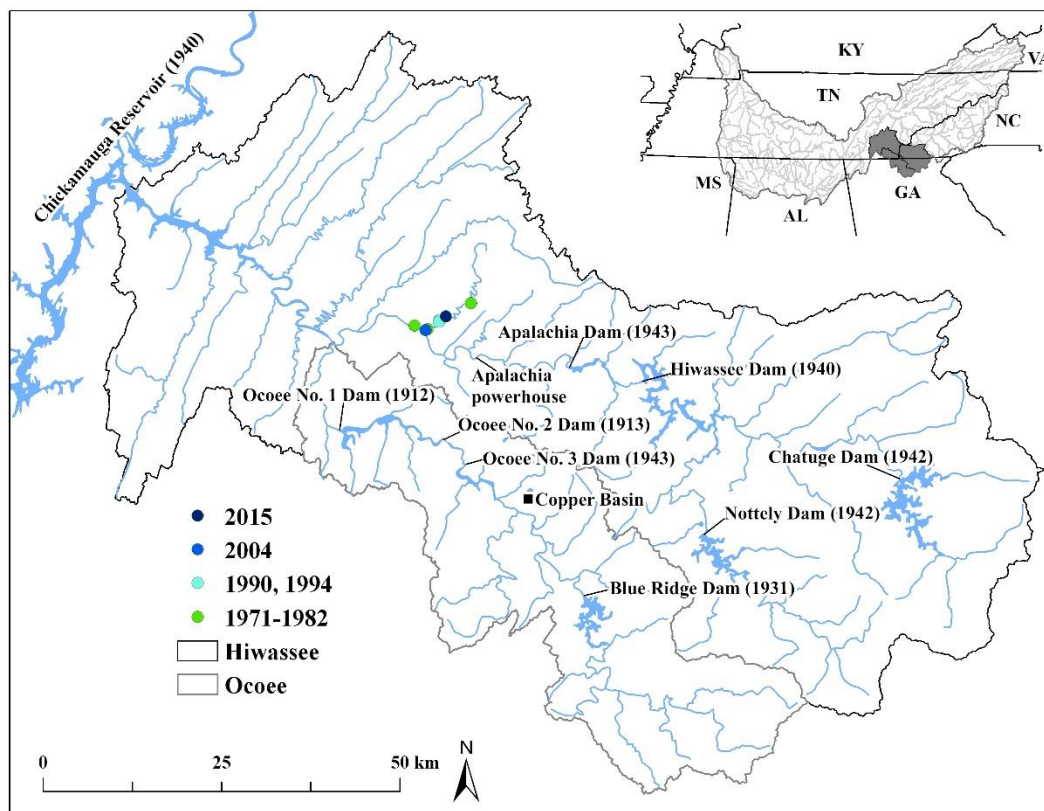 Chickamauga Reservoir (1940)
KY
VA
TN
NC
MS
AL
GA
Apalachia Dam (1943)
Apalachia
powerhouse
Hiwassee Dam (1940)
Ocoee No. 1 Dam (1912)
Ocoee No. 2 Dam (1913)
Ocoee No. 3 Dam (1943)
Chatuge Dam (1942)
Copper Basin
Nottely Dam (1942)
Blue Ridge Dam (1931)
2015
2004
1990, 1994
1971-1982
Hiwassee
Ocoee
0 25 50 km
N